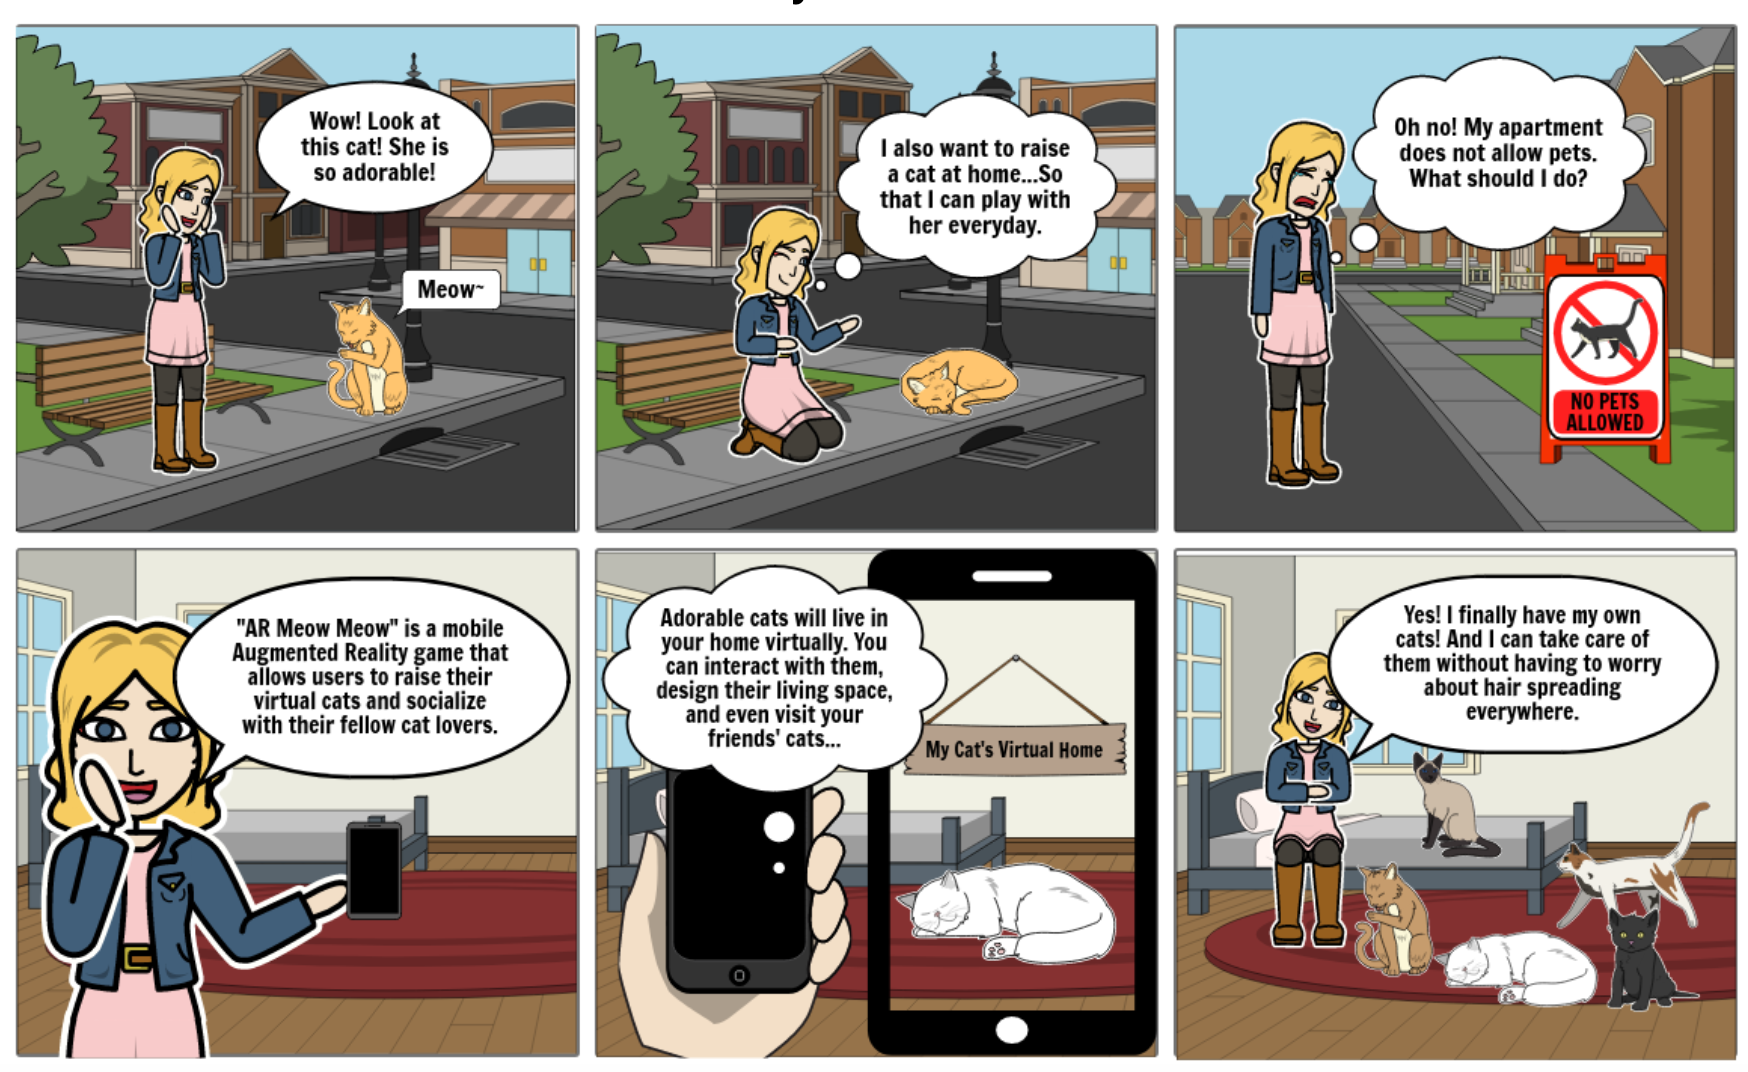 Wow! Look at
this cat! She is
so adorable!
Meow~
I also want to raise
a cat at home...So
that I can play with
her everyday.
Oh no! My apartment
does not allow pets.
What should I do?
NO PETS
ALLOWED
"AR Meow Meow" is a mobile
Augmented Reality game that
allows users to raise their
virtual cats and socialize
with their fellow cat lovers.
Adorable cats will live in
your home virtually. You
can interact with them,
design their living space,
and even visit your
friends' cats...
My Cat's Virtual Home
Yes! I finally have my own
cats! And I can take care of
them without having to worry
about hair spreading
everywhere.